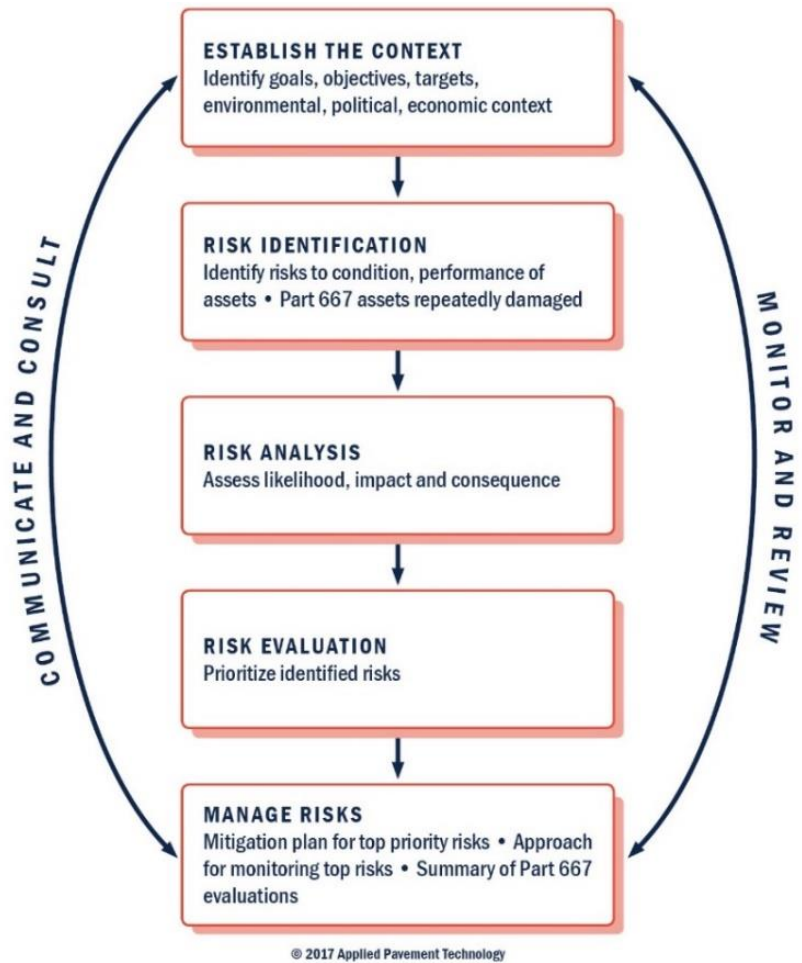 ESTABLISH THE CONTEXT
Identify goals, objectives, targets,
environmental, political, economic context
RISK IDENTIFICATION
Identify risks to condition, performance of
assets • Part 667 assets repeatedly damaged
COMMUNICATE AND CONSULT
MONITOR AND REVIEW
RISK ANALYSIS
Assess likelihood, impact and consequence
RISK EVALUATION
Prioritize identified risks
MANAGE RISKS
Mitigation plan for top priority risks • Approach
for monitoring top risks • Summary of Part 667
evaluations
© 2017 Applied Pavement Technology